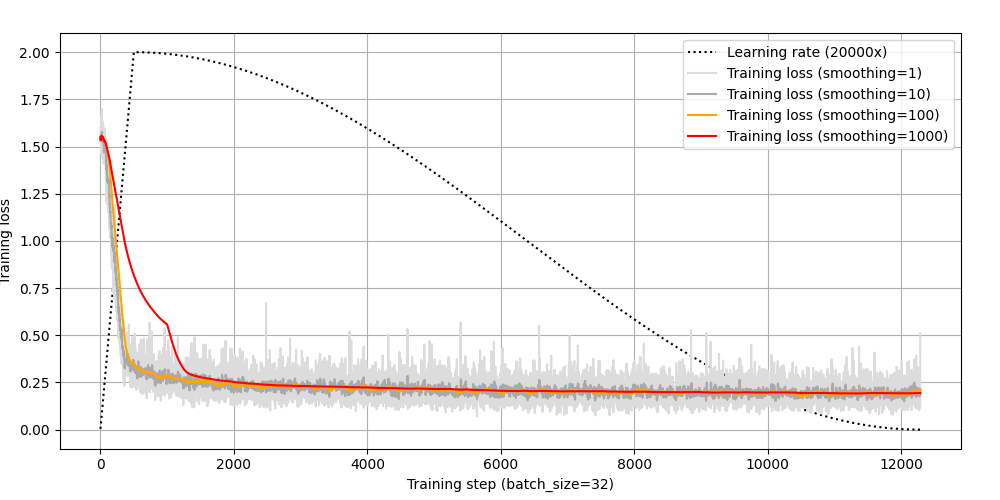 2.00
1.75
1.50
1.25
1.00
0.75
0.50
0.25
0.00
Training loss
Learning rate (20000x)
Training loss (smoothing=1)
Training loss (smoothing=10)
Training loss (smoothing=100)
Training loss (smoothing=1000)
0 2000 4000 6000 8000 10000 12000
Training step (batch_size=32)